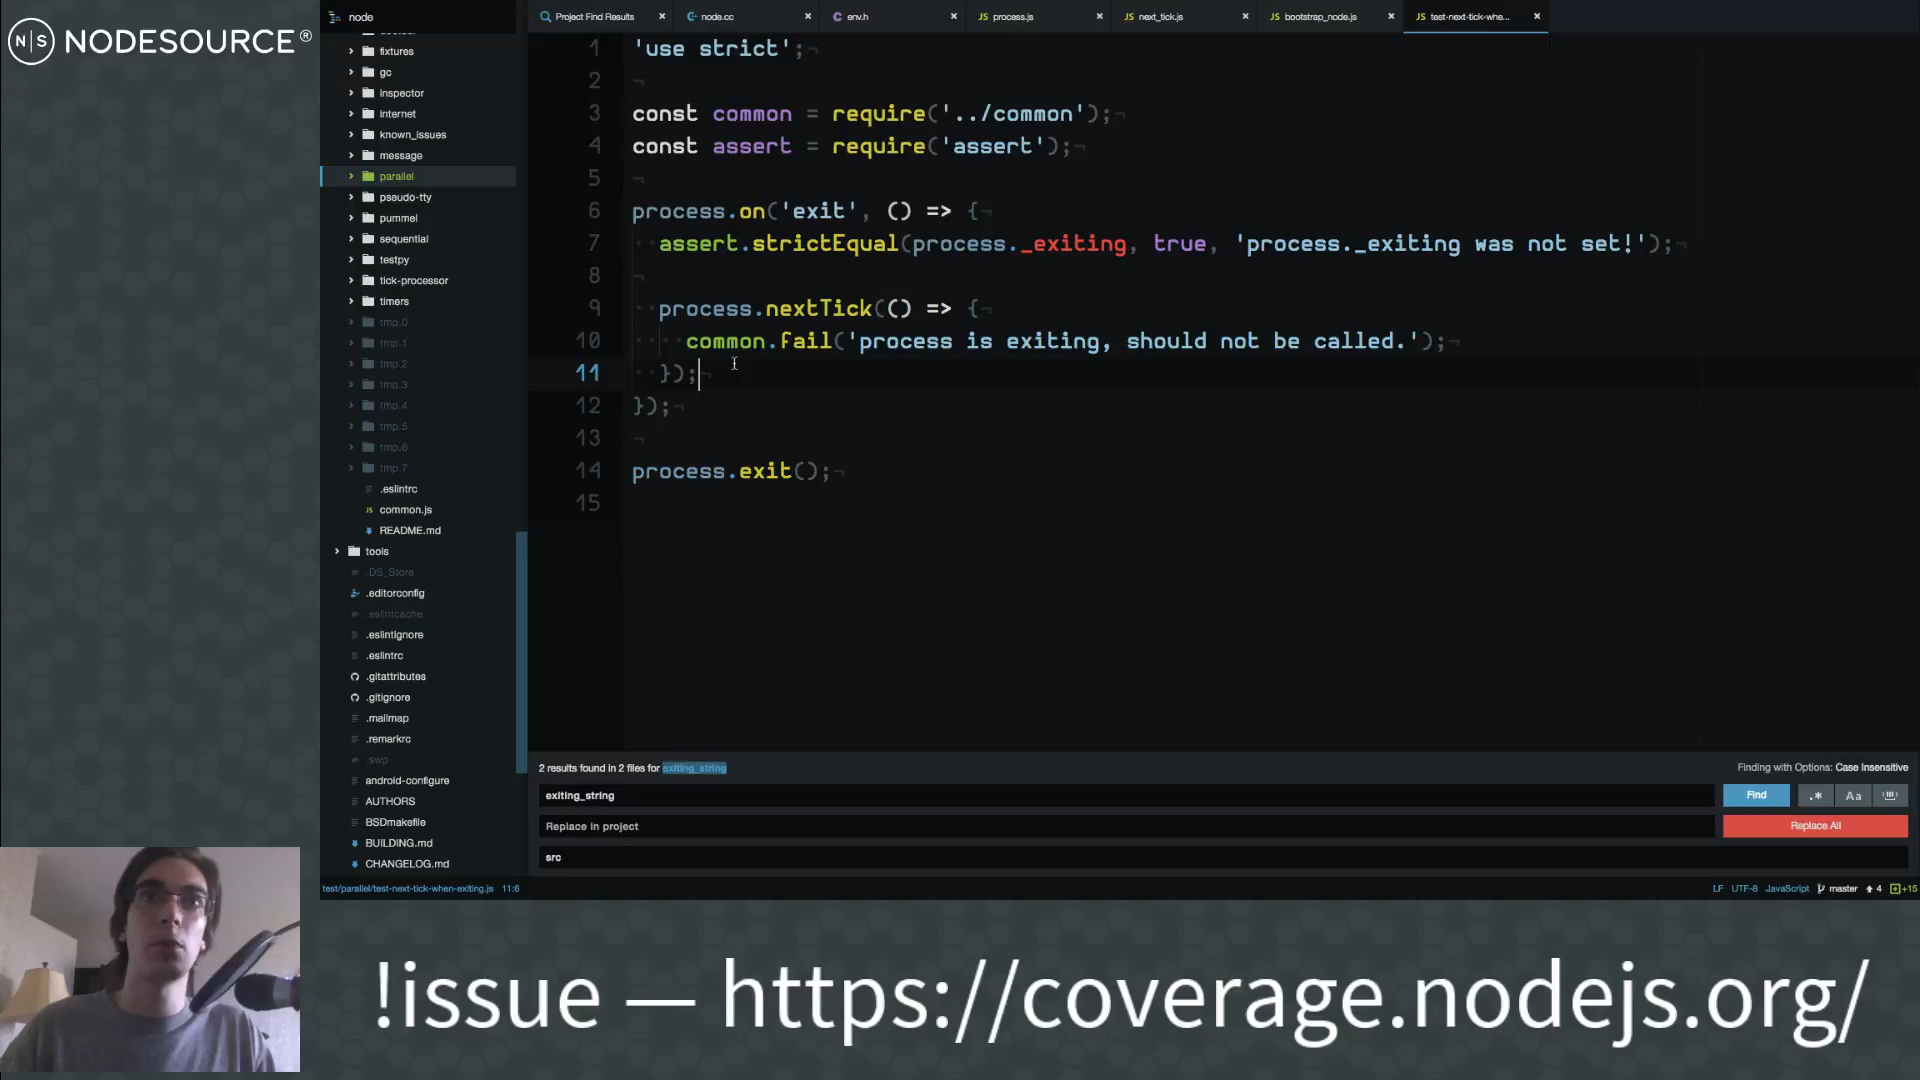 N|S NODESOURCE®
node
fixtures
gc
inspector
internet
known_issues
message
parallel
pseudo-tty
pummel
sequential
testpy
tick-processor
timers
tmp.0
tmp.1
tmp.2
tmp.3
tmp.4
tmp.5
tmp.6
tmp.7
.eslintrc
JS common.js
README.md
tools
.DS_Store
.editorconfig
.eslintcache
.eslintignore
.eslintrc
.gitattributes
.gitignore
.mailmap
.remarkrc
.swp
android-configure
AUTHORS
BSDmakefile
BUILDING.md
CHANGELOG.md
Project Find Results × node.cc × env.h × JS process.js × JS next_tick.js × JS bootstrap_node.js × JS test-next-tick-whe... ×
1 'use strict';¬
2 ¬
3 const common = require('../common');¬
4 const assert = require('assert');¬
5 ¬
6 process.on('exit', () => {¬
7 ··assert.strictEqual(process._exiting, true, 'process._exiting was not set!');¬
8 ¬
9 ··process.nextTick(() => {¬
10 ····common.fail('process is exiting, should not be called.');¬
11 ··});¬
12 });¬
13 ¬
14 process.exit();¬
15
2 results found in 2 files for exiting_string Finding with Options: Case Insensitive
exiting_string Find .* Aa
Replace in project Replace All
src
test/parallel/test-next-tick-when-exiting.js 11:6 LF UTF-8 JavaScript master 4 +15
!issue — https://coverage.nodejs.org/